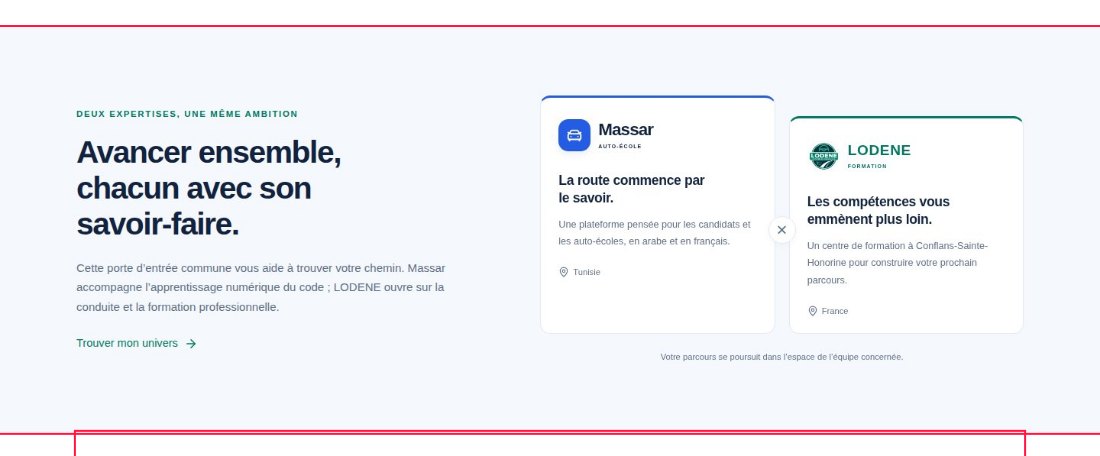 DEUX EXPERTISES, UNE MÊME AMBITION
Avancer ensemble,
chacun avec son
savoir-faire.
Cette porte d’entrée commune vous aide à trouver votre chemin. Massar
accompagne l’apprentissage numérique du code ; LODENE ouvre sur la
conduite et la formation professionnelle.
Trouver mon univers
Massar
AUTO-ÉCOLE
La route commence par
le savoir.
Une plateforme pensée pour les candidats et
les auto-écoles, en arabe et en français.
Tunisie
LODENE
LODENE
FORMATION
Les compétences vous
emmènent plus loin.
Un centre de formation à Conflans-Sainte-
Honorine pour construire votre prochain
parcours.
France
Votre parcours se poursuit dans l’espace de l’équipe concernée.